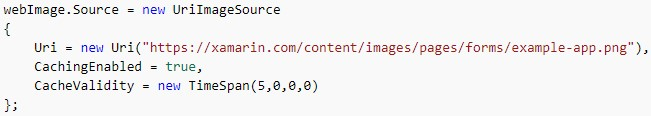 webImage.Source = new UriImageSource
{
    Uri = new Uri("https://xamarin.com/content/images/pages/forms/example-app.png"),
    CachingEnabled = true,
    CacheValidity = new TimeSpan(5,0,0,0)
};